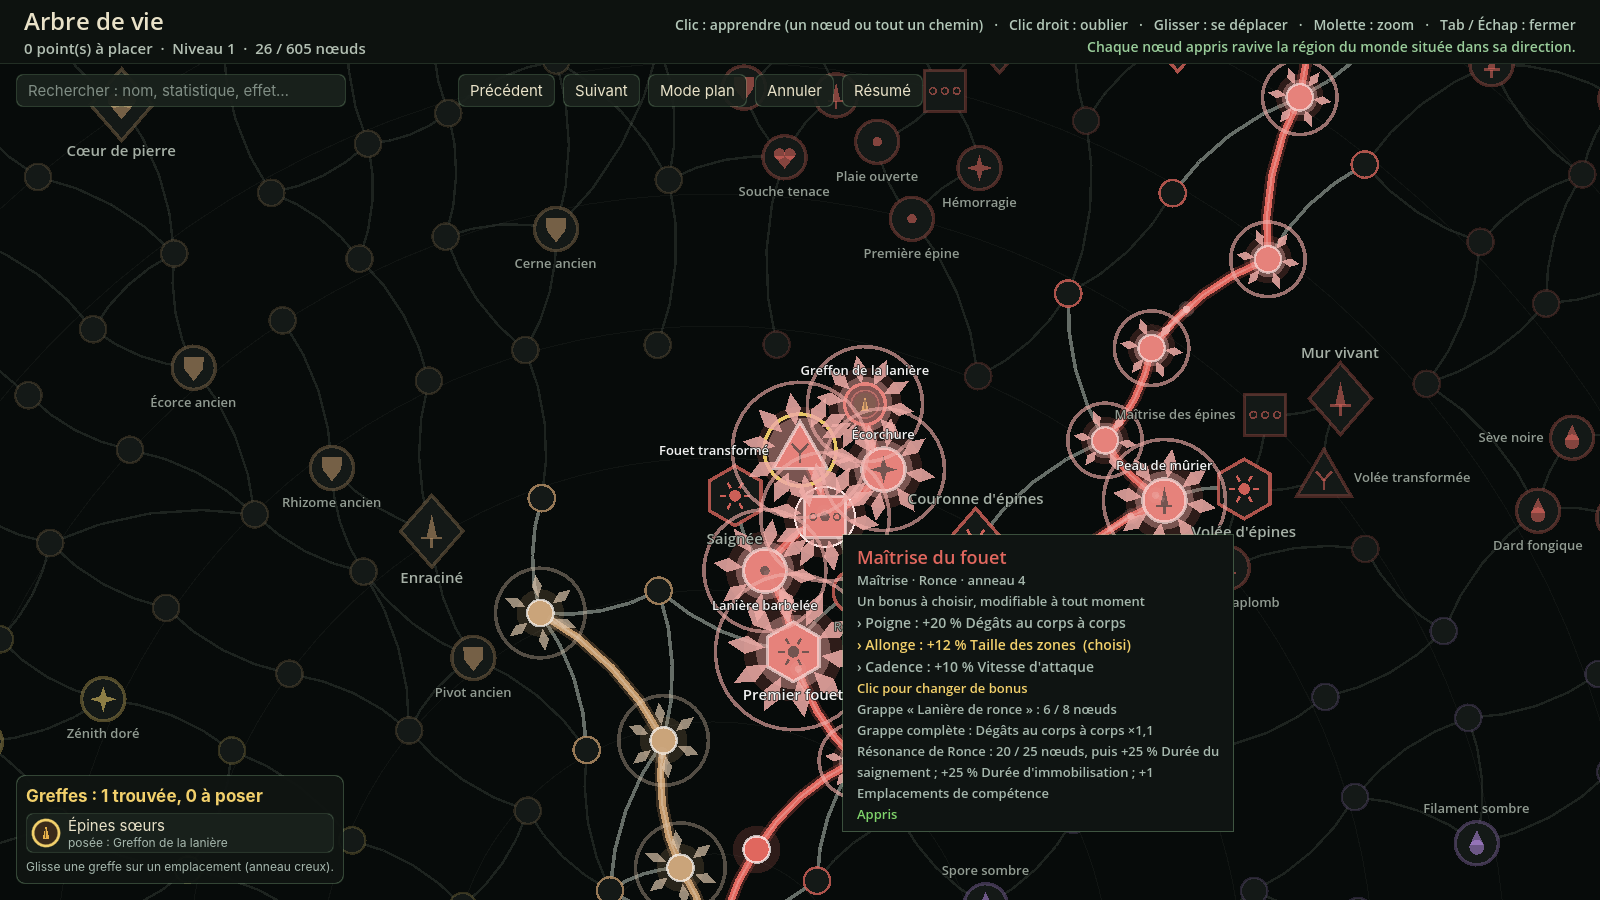 Arbre de vie
0 point(s) à placer · Niveau 1 · 26 / 605 nœuds
Clic : apprendre (un nœud ou tout un chemin) · Clic droit : oublier · Glisser : se déplacer · Molette : zoom · Tab / Échap : fermer
Chaque nœud appris ravive la région du monde située dans sa direction.
Rechercher : nom, statistique, effet...
Précédent
Suivant
Mode plan
Annuler
Résumé
Cœur de pierre
Souche tenace
Plaie ouverte
Hémorragie
Première épine
Cerne ancien
Écorce ancien
Rhizome ancien
Enraciné
Pivot ancien
Zénith doré
Greffon de la lanière
Fouet transformé
Écorchure
Saignée
Lanière barbelée
Premier fouet
Couronne d'épines
Maîtrise des épines
Mur vivant
Peau de mûrier
Volée transformée
Volée d'épines
Sève noire
Dard fongique
aplomb
Filament sombre
Spore sombre
Maîtrise du fouet
Maîtrise · Ronce · anneau 4
Un bonus à choisir, modifiable à tout moment
› Poigne : +20 % Dégâts au corps à corps
› Allonge : +12 % Taille des zones (choisi)
› Cadence : +10 % Vitesse d'attaque
Clic pour changer de bonus
Grappe « Lanière de ronce » : 6 / 8 nœuds
Grappe complète : Dégâts au corps à corps ×1,1
Résonance de Ronce : 20 / 25 nœuds, puis +25 % Durée du
saignement ; +25 % Durée d'immobilisation ; +1
Emplacements de compétence
Appris
Greffes : 1 trouvée, 0 à poser
Épines sœurs
posée : Greffon de la lanière
Glisse une greffe sur un emplacement (anneau creux).